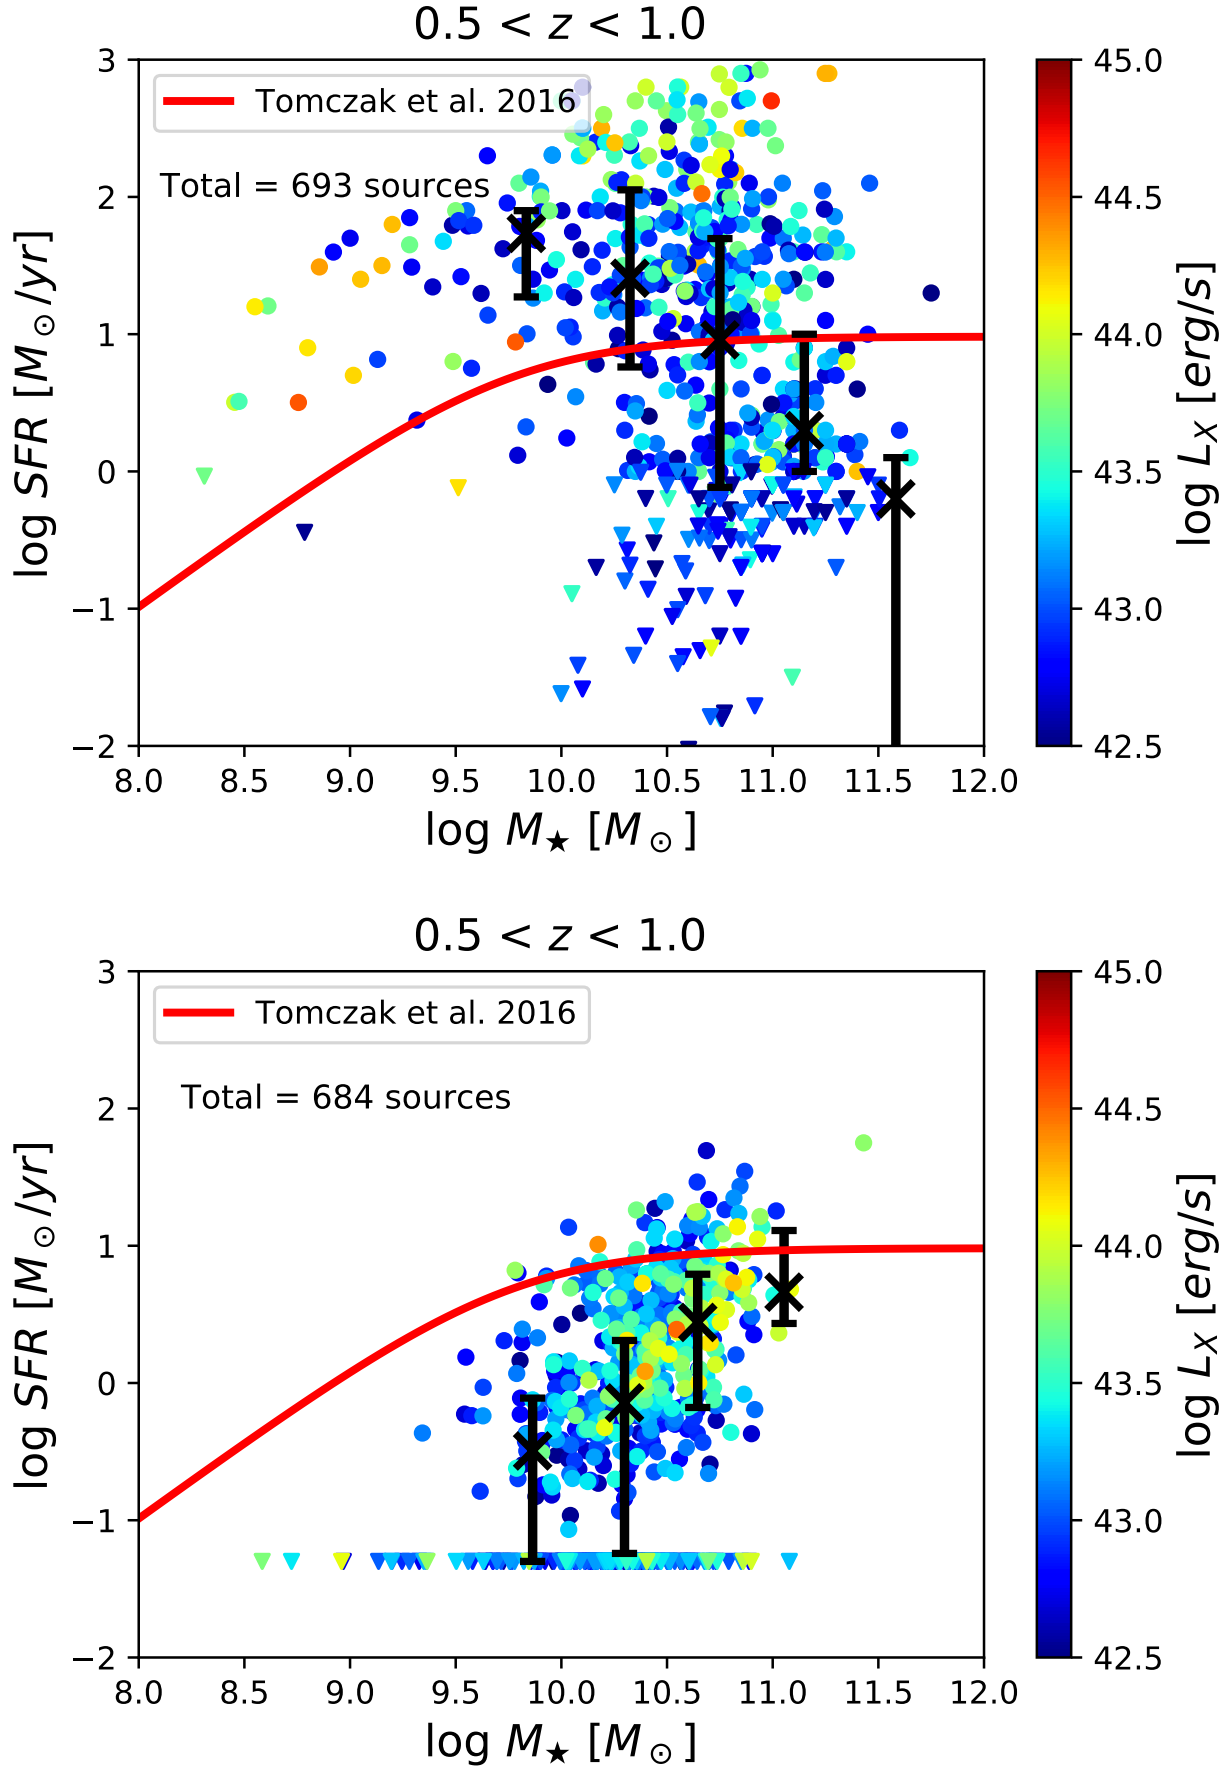 0.5 < z < 1.0
Tomczak et al. 2016
Total = 693 sources
log SFR [M⊙/yr]
3
2
1
0
−1
−2
8.0 8.5 9.0 9.5 10.0 10.5 11.0 11.5 12.0
log M★ [M⊙]
45.0
44.5
44.0
43.5
43.0
42.5
log LX [erg/s]
0.5 < z < 1.0
Tomczak et al. 2016
Total = 684 sources
log SFR [M⊙/yr]
3
2
1
0
−1
−2
8.0 8.5 9.0 9.5 10.0 10.5 11.0 11.5 12.0
log M★ [M⊙]
45.0
44.5
44.0
43.5
43.0
42.5
log LX [erg/s]